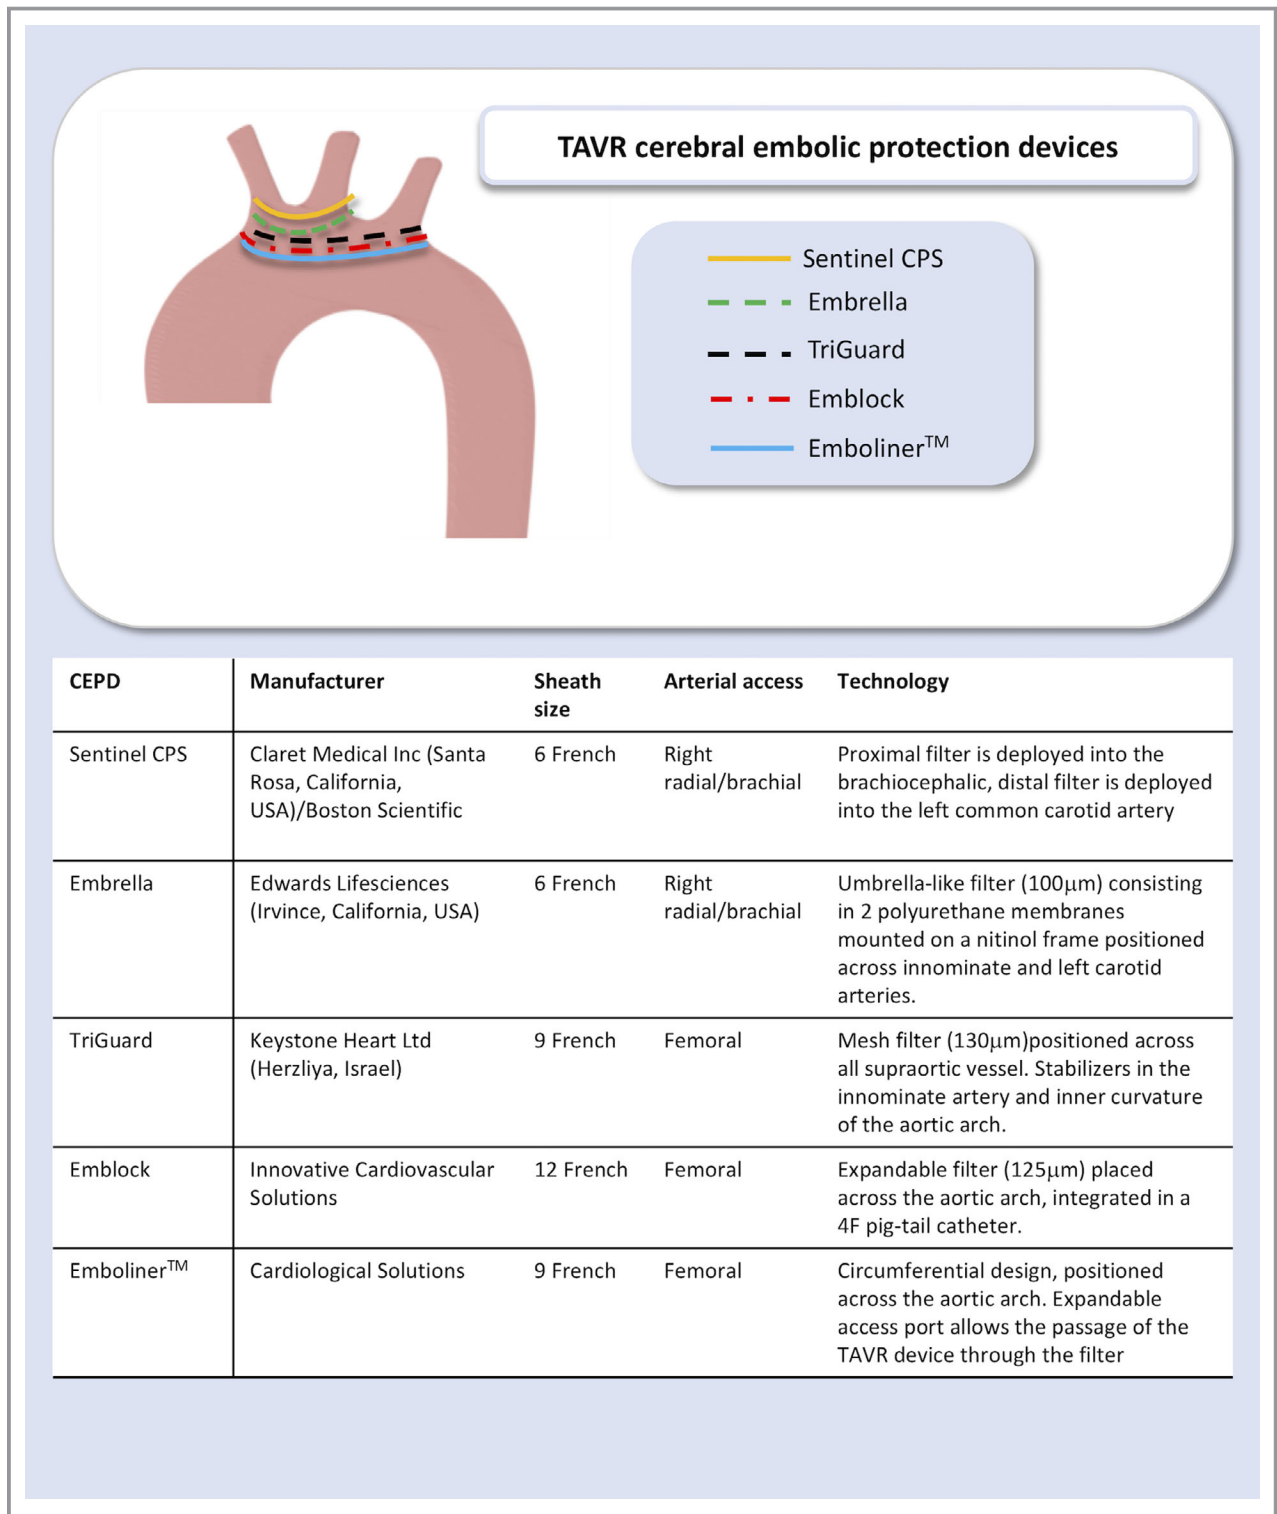 TAVR cerebral embolic protection devices
Sentinel CPS
Embrella
TriGuard
Emblock
Emboliner™
CEPD
Manufacturer
Sheath
size
Arterial access
Technology
Sentinel CPS
Claret Medical Inc (Santa
Rosa, California,
USA)/Boston Scientific
6 French
Right
radial/brachial
Proximal filter is deployed into the
brachiocephalic, distal filter is deployed
into the left common carotid artery
Embrella
Edwards Lifesciences
(Irvince, California, USA)
6 French
Right
radial/brachial
Umbrella-like filter (100μm) consisting
in 2 polyurethane membranes
mounted on a nitinol frame positioned
across innominate and left carotid
arteries.
TriGuard
Keystone Heart Ltd
(Herzliya, Israel)
9 French
Femoral
Mesh filter (130μm)positioned across
all supraortic vessel. Stabilizers in the
innominate artery and inner curvature
of the aortic arch.
Emblock
Innovative Cardiovascular
Solutions
12 French
Femoral
Expandable filter (125μm) placed
across the aortic arch, integrated in a
4F pig-tail catheter.
Emboliner™
Cardiological Solutions
9 French
Femoral
Circumferential design, positioned
across the aortic arch. Expandable
access port allows the passage of the
TAVR device through the filter